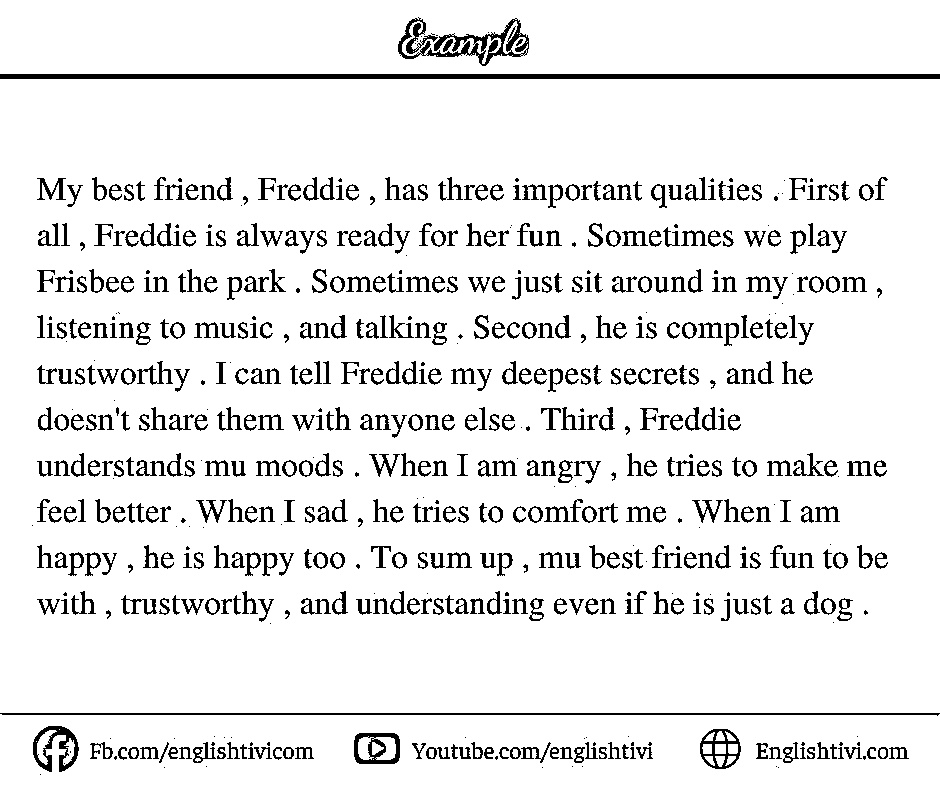 Example
My best friend , Freddie , has three important qualities . First of
all , Freddie is always ready for her fun . Sometimes we play
Frisbee in the park . Sometimes we just sit around in my room ,
listening to music , and talking . Second , he is completely
trustworthy . I can tell Freddie my deepest secrets , and he
doesn't share them with anyone else . Third , Freddie
understands mu moods . When I am angry , he tries to make me
feel better . When I sad , he tries to comfort me . When I am
happy , he is happy too . To sum up , mu best friend is fun to be
with , trustworthy , and understanding even if he is just a dog .
Fb.com/englishtivicom Youtube.com/englishtivi Englishtivi.com